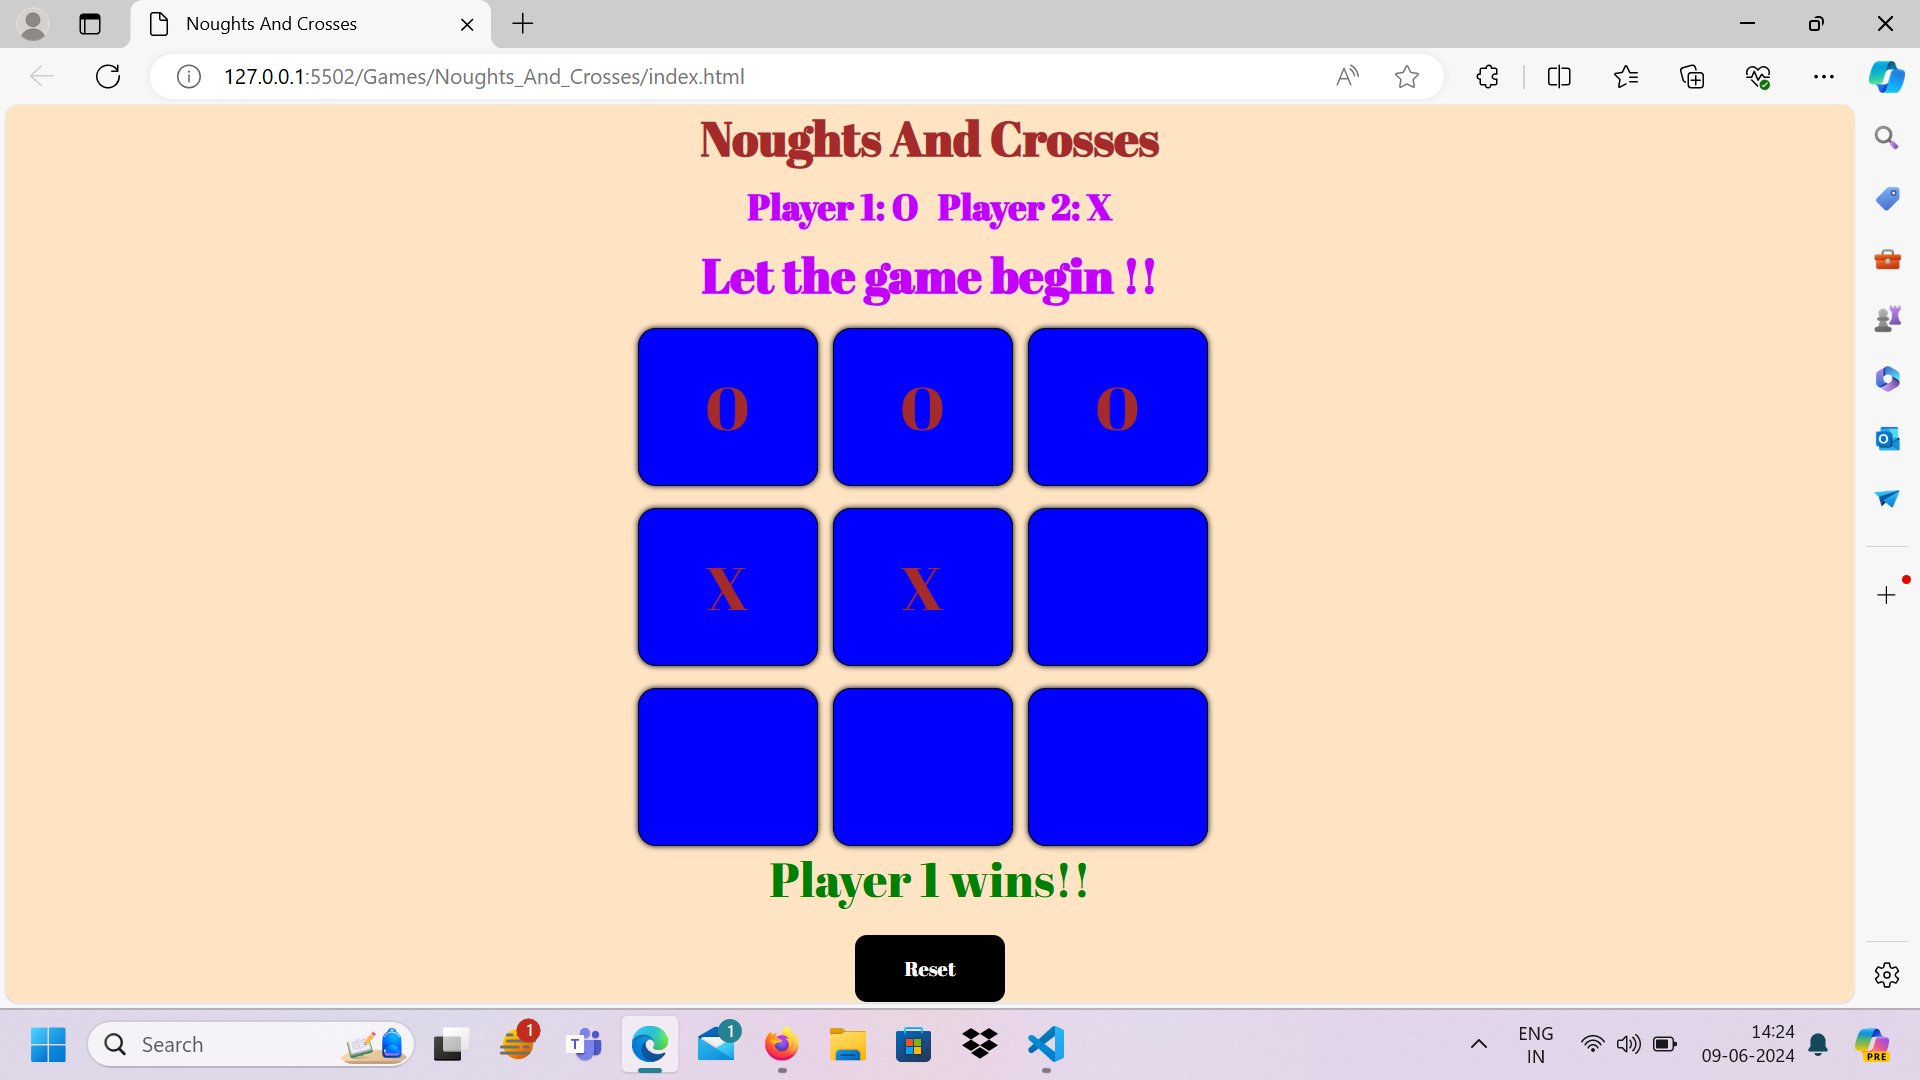 Noughts And Crosses
127.0.0.1:5502/Games/Noughts_And_Crosses/index.html
Noughts And Crosses
Player 1: O Player 2: X
Let the game begin !!
O O O
X X
Player 1 wins!!
Reset
Search
1
T
1
ENG
IN
14:24
09-06-2024
PRE